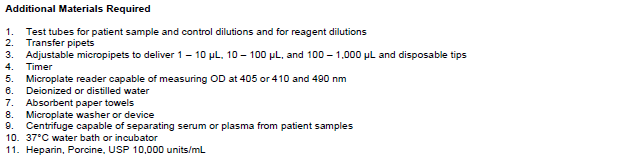 Additional Materials Required
1. Test tubes for patient sample and control dilutions and for reagent dilutions
2. Transfer pipets
3. Adjustable micropipets to deliver 1 – 10 µL, 10 – 100 µL, and 100 – 1,000 µL and disposable tips
4. Timer
5. Microplate reader capable of measuring OD at 405 or 410 and 490 nm
6. Deionized or distilled water
7. Absorbent paper towels
8. Microplate washer or device
9. Centrifuge capable of separating serum or plasma from patient samples
10. 37°C water bath or incubator
11. Heparin, Porcine, USP 10,000 units/mL